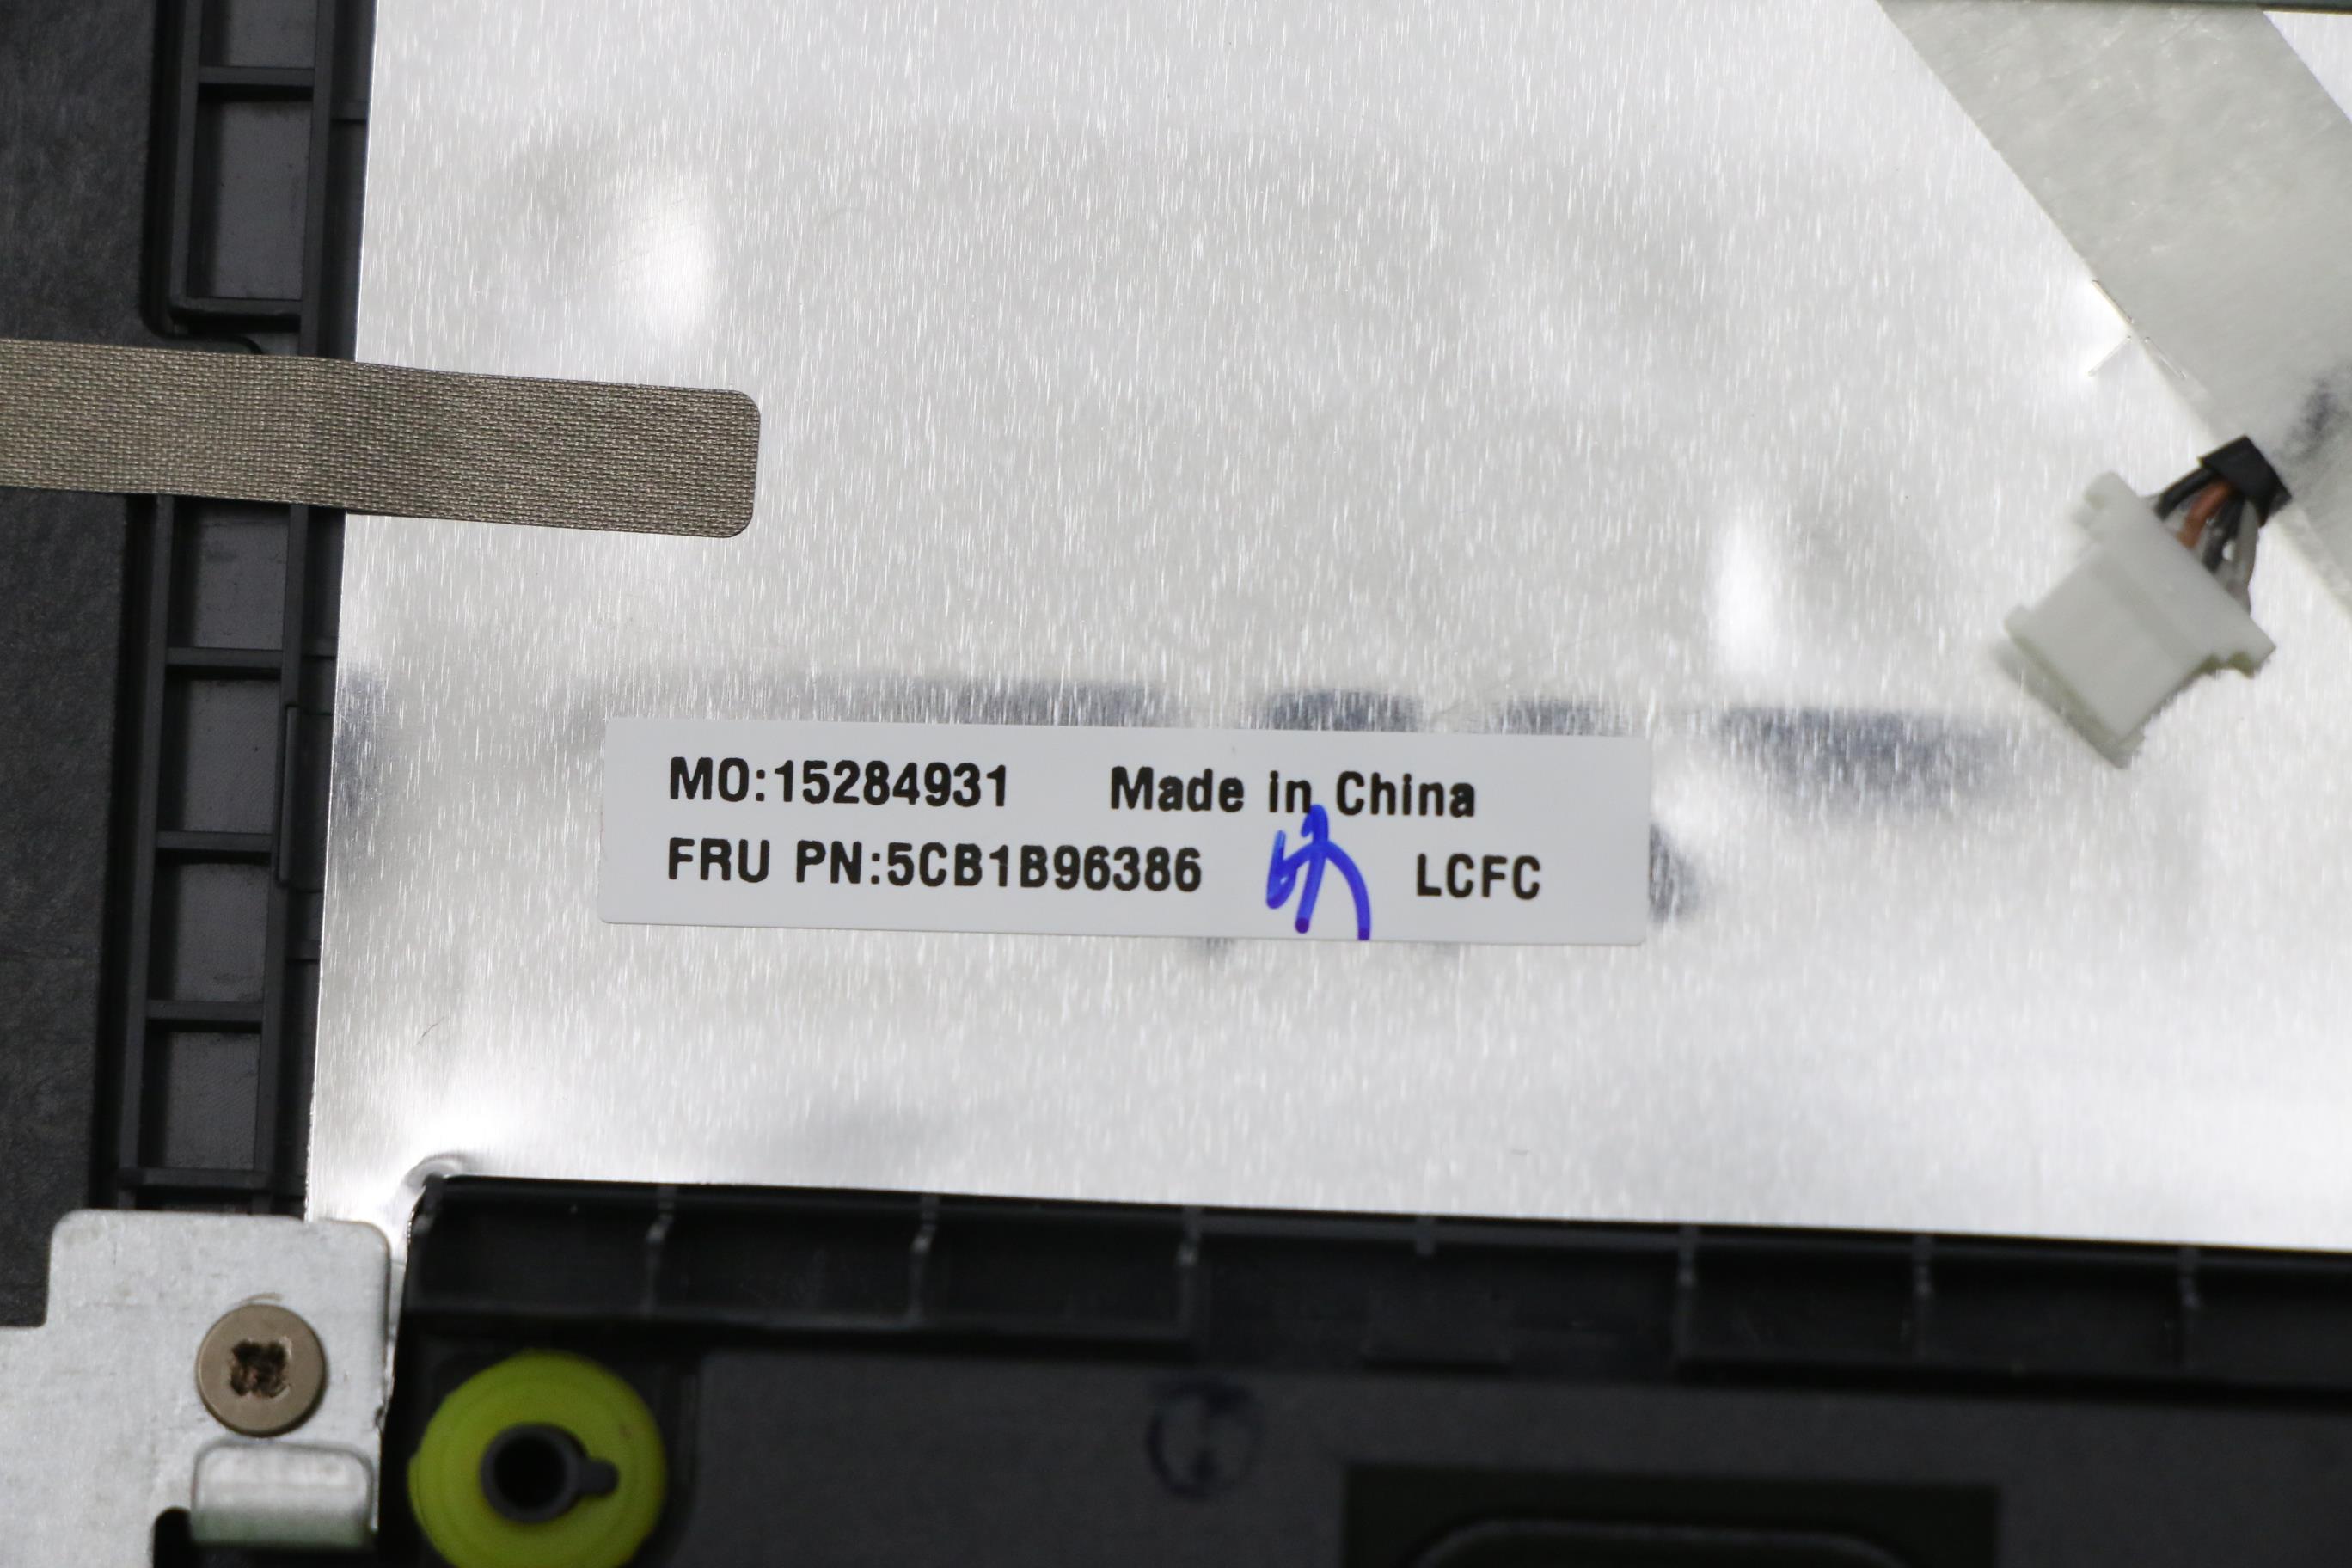 MO:15284931 Made in China
FRU PN:5CB1B96386 LCFC